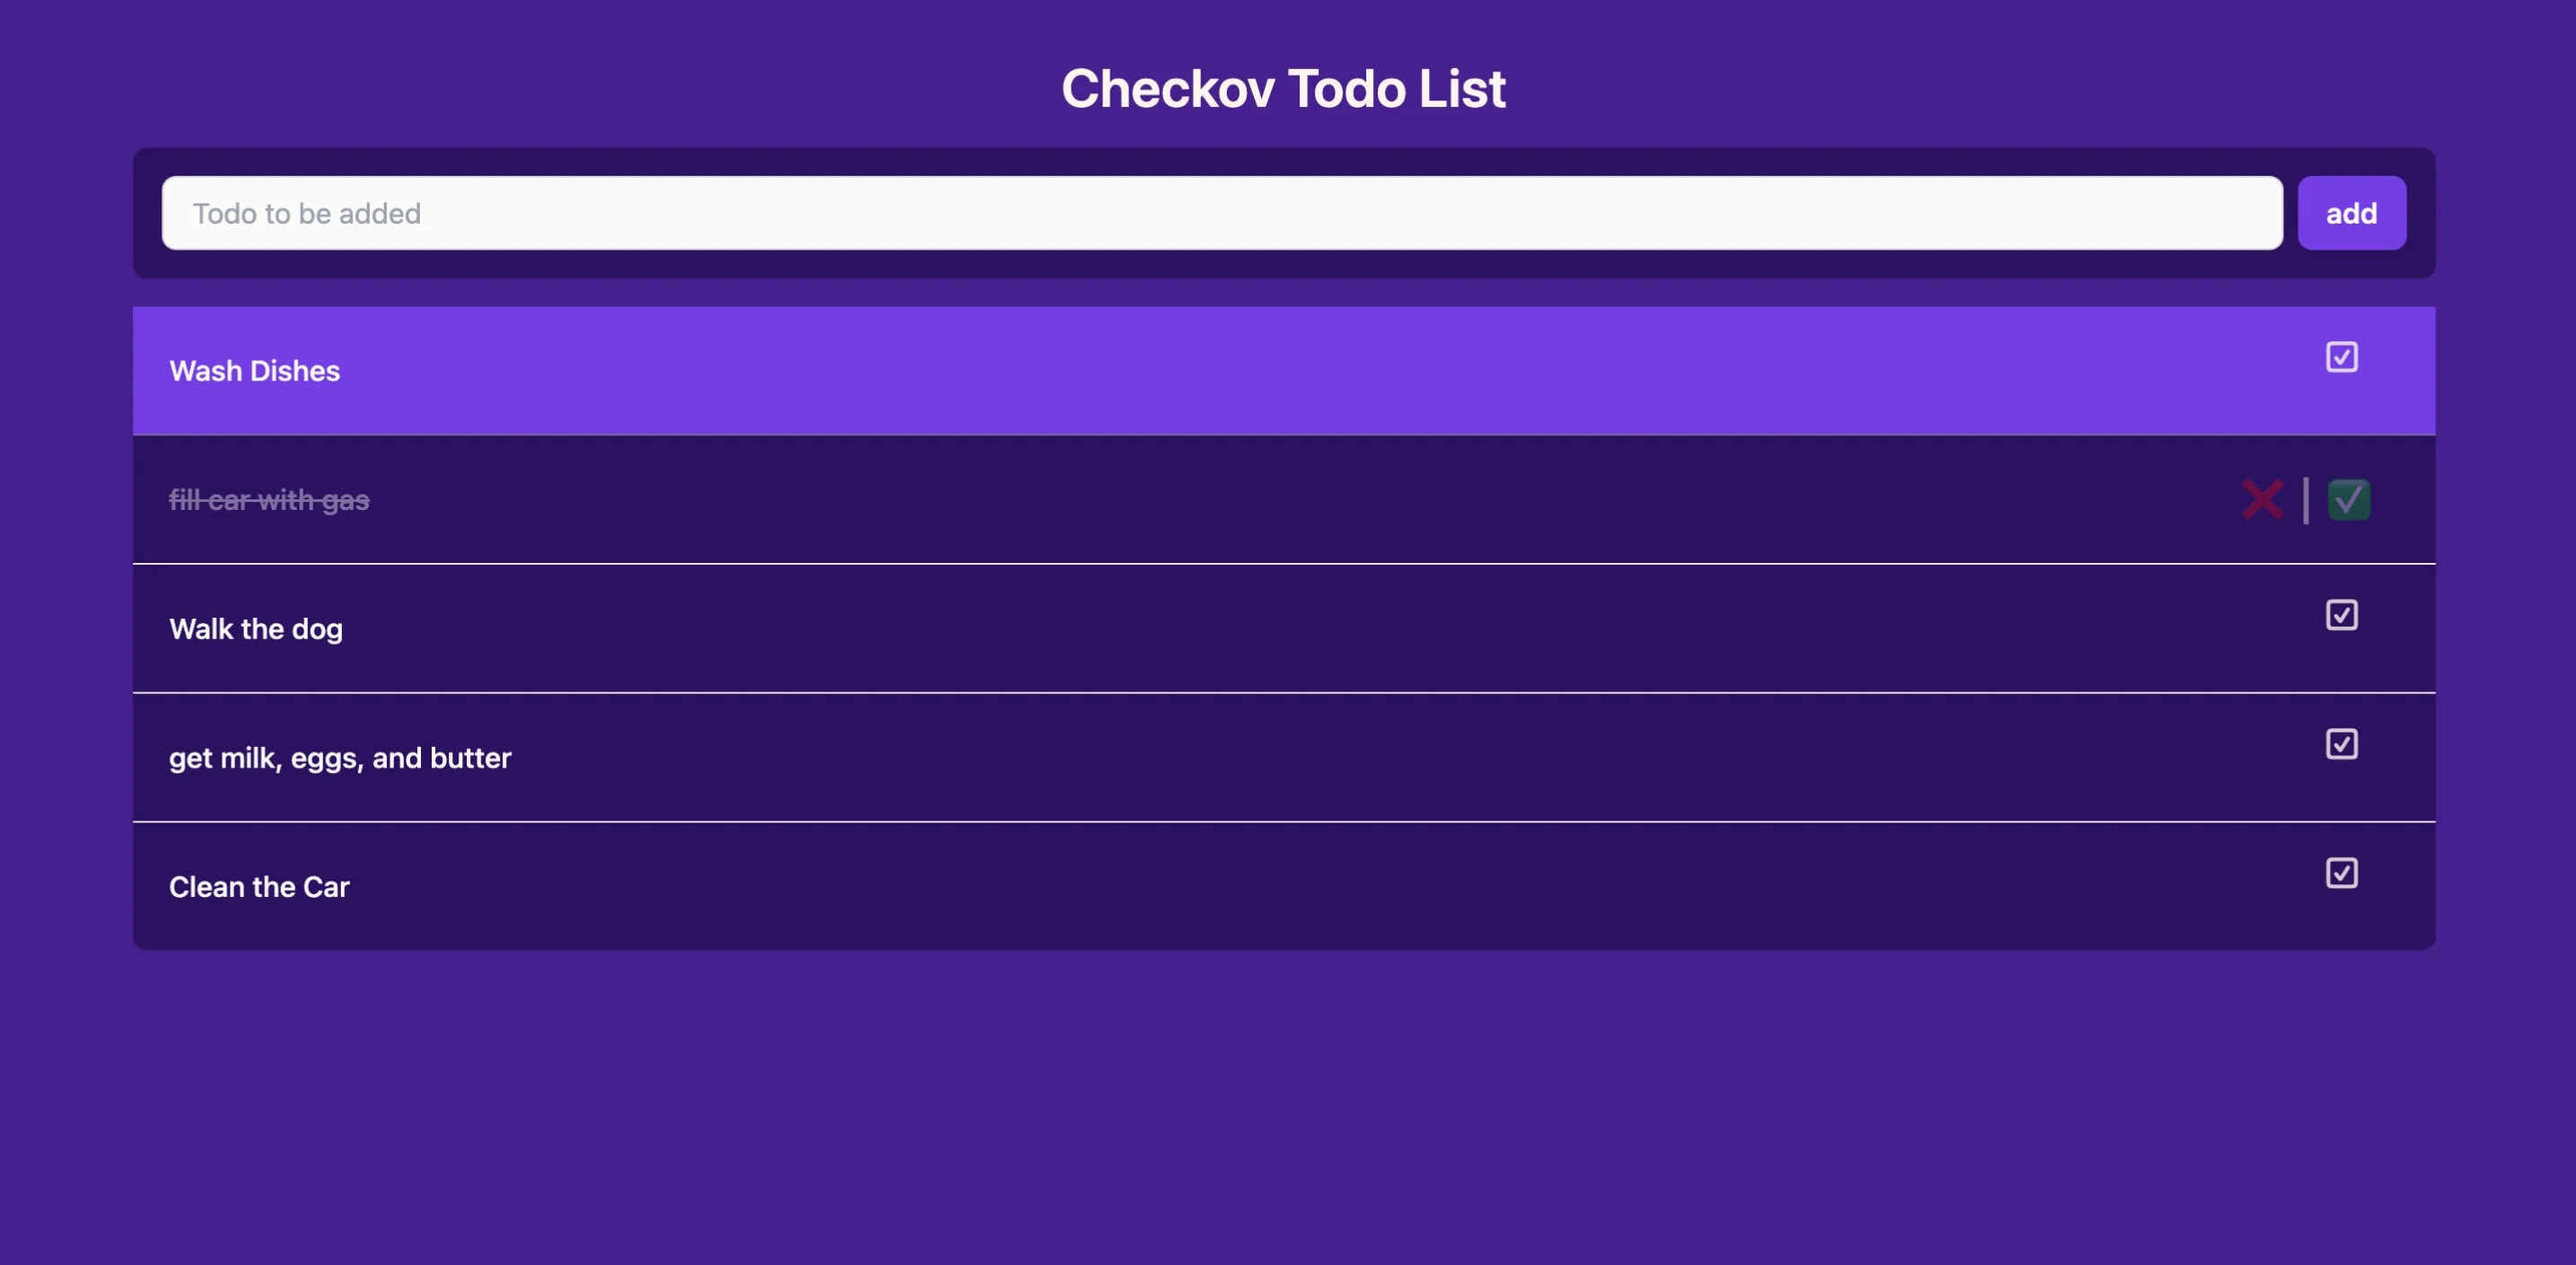 Checkov Todo List
Todo to be added
add
Wash Dishes
fill car with gas
Walk the dog
get milk, eggs, and butter
Clean the Car